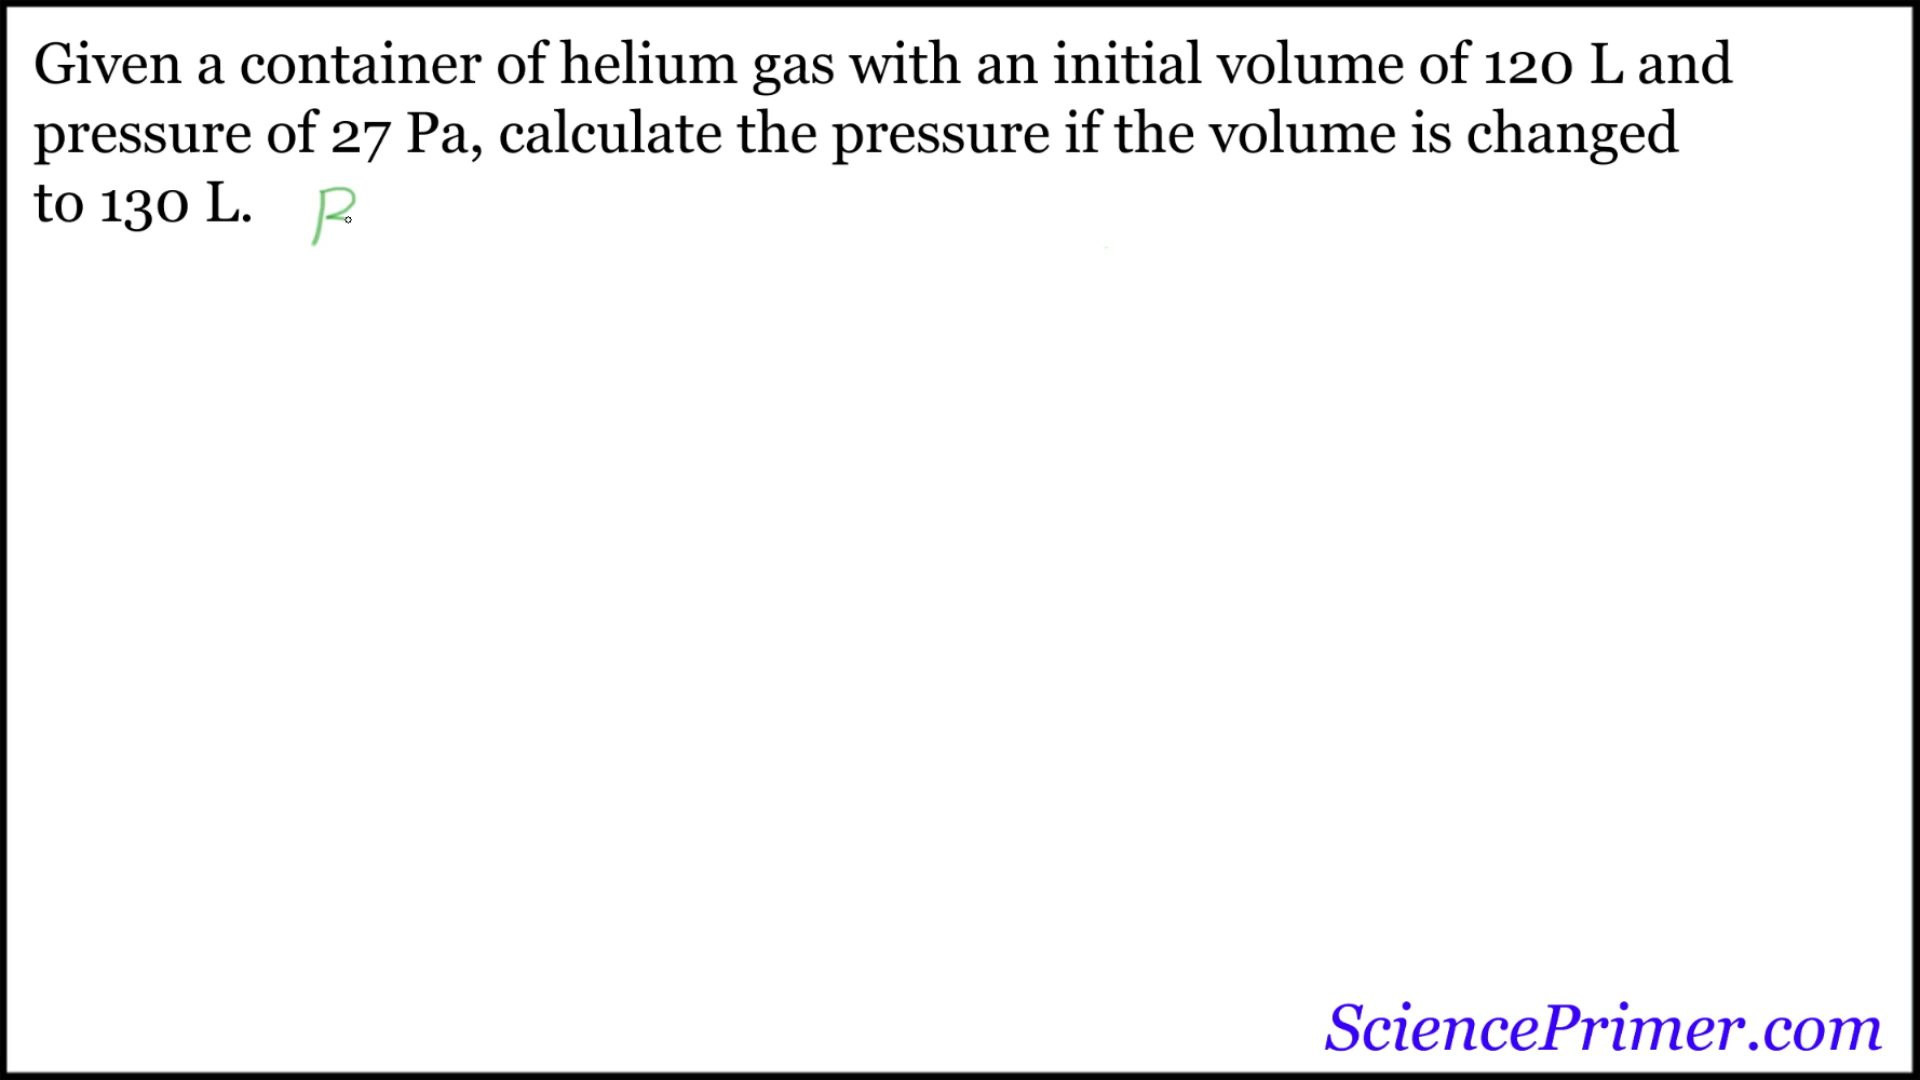 Given a container of helium gas with an initial volume of 120 L and
pressure of 27 Pa, calculate the pressure if the volume is changed
to 130 L. P
SciencePrimer.com